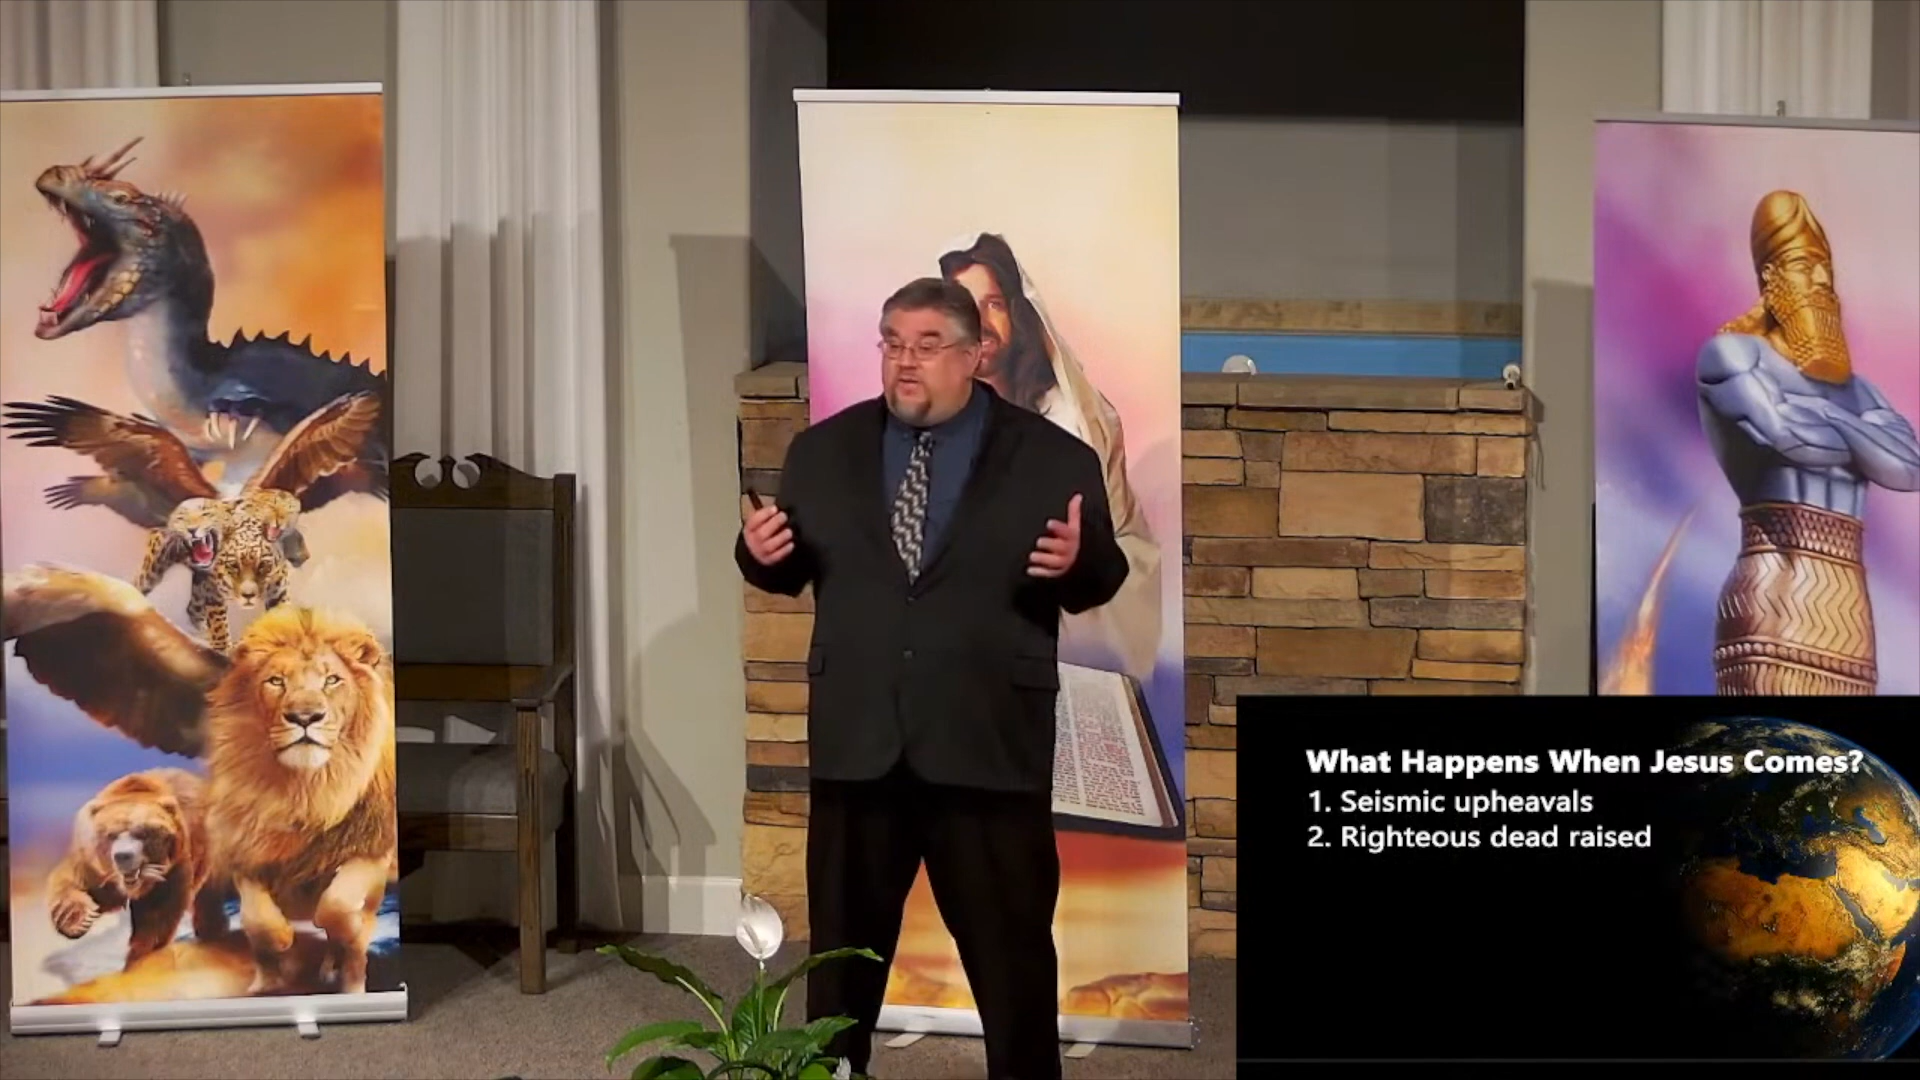 What Happens When Jesus Comes?
1. Seismic upheavals
2. Righteous dead raised